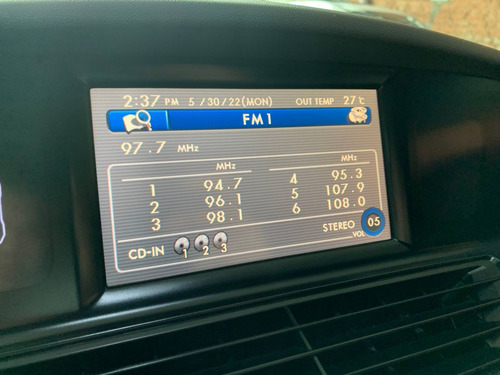 2:37 PM 5/30/22(MON) OUT TEMP 27℃
FM1
97.7 MHz
MHz MHz
1 94.7 4 95.3
2 96.1 5 107.9
3 98.1 6 108.0
STEREO VOL 05
CD-IN 1 2 3